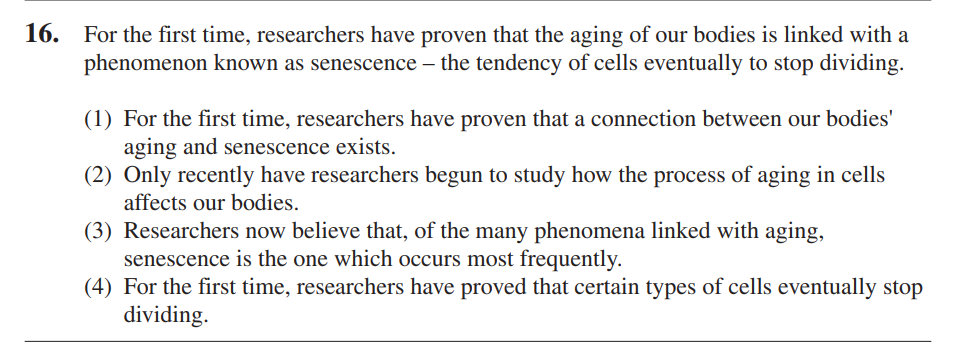 16. For the first time, researchers have proven that the aging of our bodies is linked with a
phenomenon known as senescence – the tendency of cells eventually to stop dividing.
(1) For the first time, researchers have proven that a connection between our bodies'
aging and senescence exists.
(2) Only recently have researchers begun to study how the process of aging in cells
affects our bodies.
(3) Researchers now believe that, of the many phenomena linked with aging,
senescence is the one which occurs most frequently.
(4) For the first time, researchers have proved that certain types of cells eventually stop
dividing.